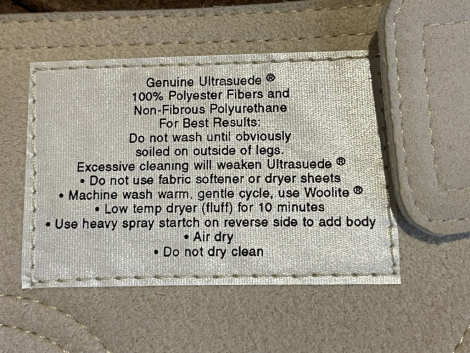 Genuine Ultrasuede ®
100% Polyester Fibers and
Non-Fibrous Polyurethane
For Best Results:
Do not wash until obviously
soiled on outside of legs.
Excessive cleaning will weaken Ultrasuede ®
• Do not use fabric softener or dryer sheets
• Machine wash warm, gentle cycle, use Woolite ®
• Low temp dryer (fluff) for 10 minutes
• Use heavy spray startch on reverse side to add body
• Air dry
• Do not dry clean